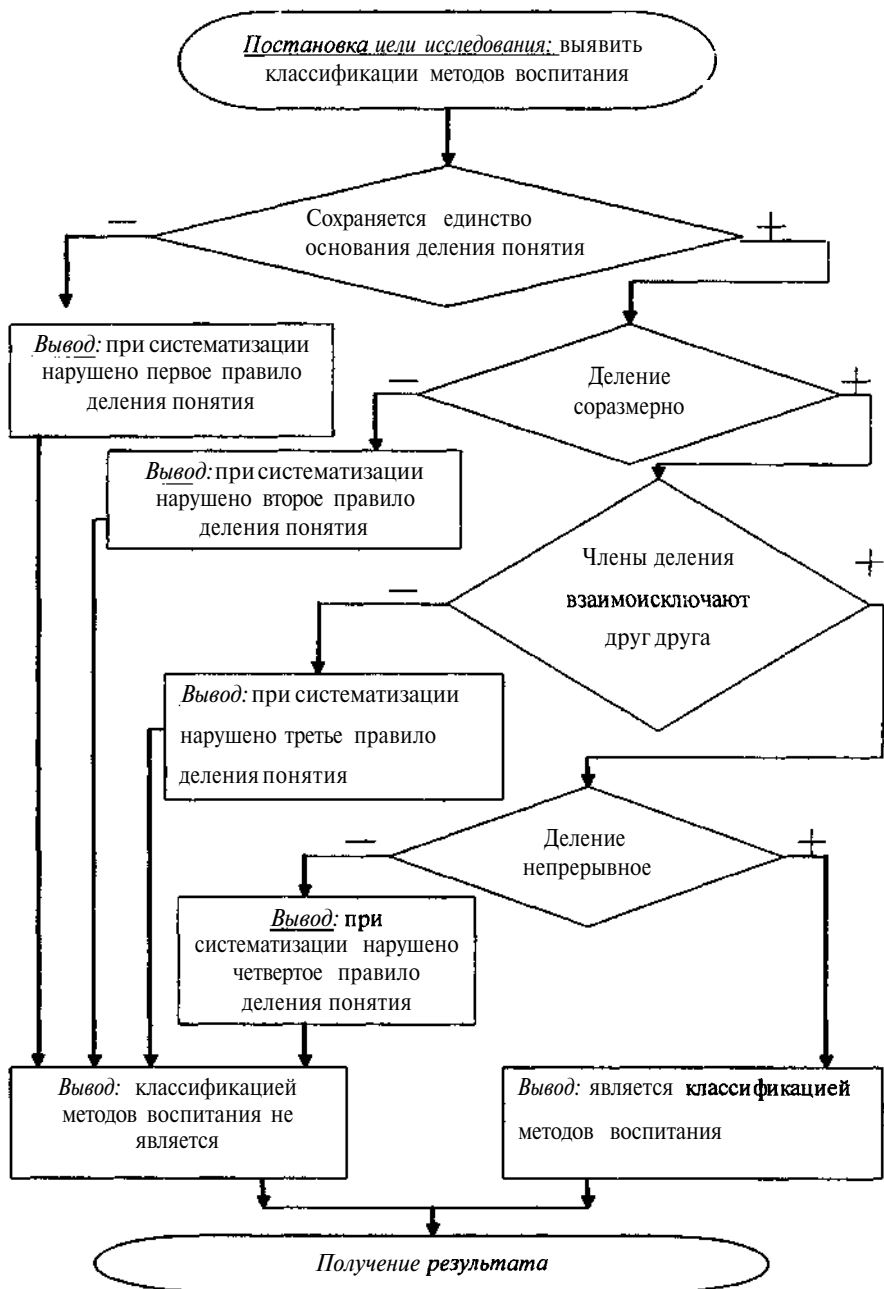 Постановка цели исследования: выявить
классификации методов воспитания
Сохраняется единство
основания деления понятия
—
+
Вывод: при систематизации
нарушено первое правило
деления понятия
Деление
соразмерно
—
+
Вывод: при систематизации
нарушено второе правило
деления понятия
Члены деления
взаимоисключают
друг друга
—
+
Вывод: при систематизации
нарушено третье правило
деления понятия
Деление
непрерывное
—
+
Вывод: при
систематизации нарушено
четвертое правило
деления понятия
Вывод: классификацией
методов воспитания не
является
Вывод: является классификацией
методов воспитания
Получение результата